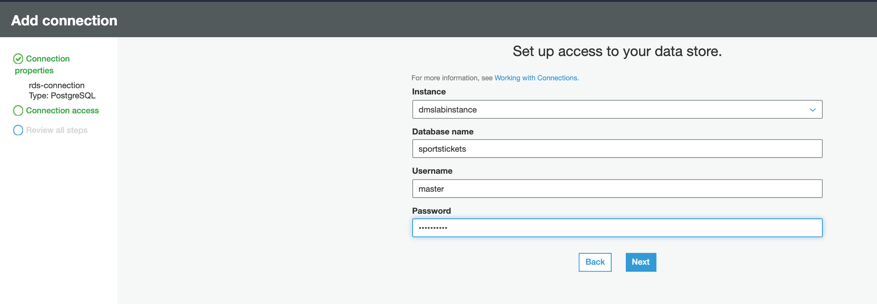 Add connection
Connection
properties
rds-connection
Type: PostgreSQL
Connection access
Review all steps
Set up access to your data store.
For more information, see Working with Connections.
Instance
dmslabinstance
Database name
sportstickets
Username
master
Password
••••••••••
Back
Next